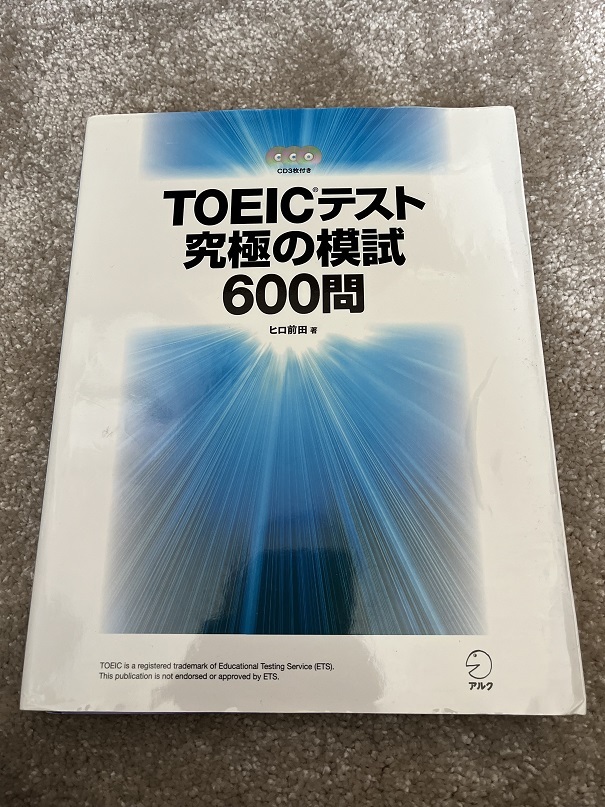 CD3枚付き
TOEIC®テスト
究極の模試
600問
ヒロ前田 著
TOEIC is a registered trademark of Educational Testing Service (ETS).
This publication is not endorsed or approved by ETS.
アルク